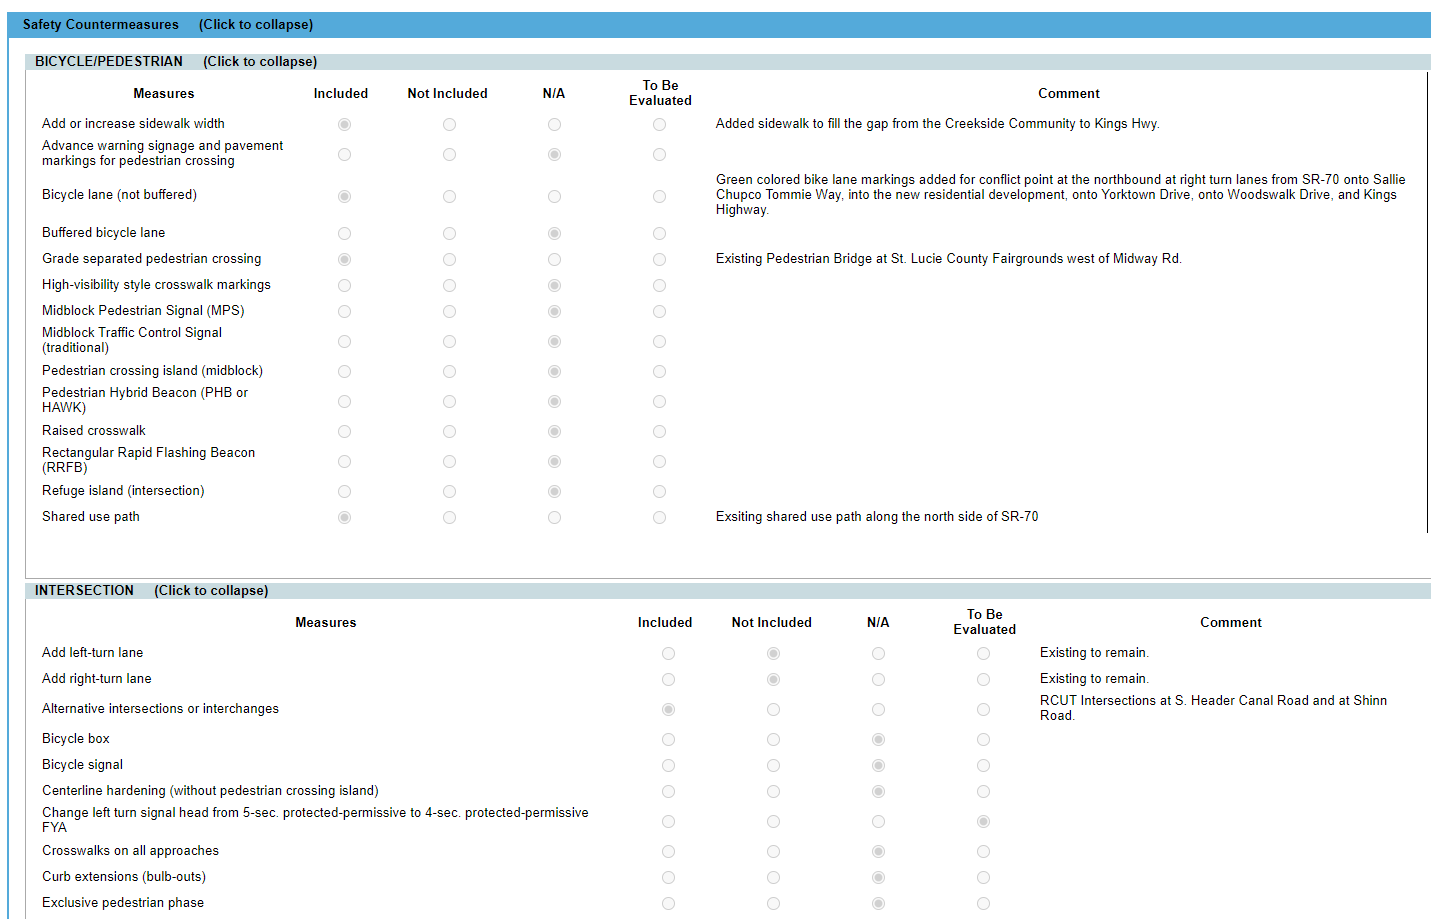 Safety Countermeasures (Click to collapse)
BICYCLE/PEDESTRIAN (Click to collapse)
Measures Included Not Included N/A To Be Evaluated Comment
Add or increase sidewalk width Added sidewalk to fill the gap from the Creekside Community to Kings Hwy.
Advance warning signage and pavement
markings for pedestrian crossing
Bicycle lane (not buffered)
Green colored bike lane markings added for conflict point at the northbound at right turn lanes from SR-70 onto Sallie
Chupco Tommie Way, into the new residential development, onto Yorktown Drive, onto Woodswalk Drive, and Kings
Highway.
Buffered bicycle lane
Grade separated pedestrian crossing Existing Pedestrian Bridge at St. Lucie County Fairgrounds west of Midway Rd.
High-visibility style crosswalk markings
Midblock Pedestrian Signal (MPS)
Midblock Traffic Control Signal
(traditional)
Pedestrian crossing island (midblock)
Pedestrian Hybrid Beacon (PHB or
HAWK)
Raised crosswalk
Rectangular Rapid Flashing Beacon
(RRFB)
Refuge island (intersection)
Shared use path Exsiting shared use path along the north side of SR-70
INTERSECTION (Click to collapse)
Measures Included Not Included N/A To Be Evaluated Comment
Add left-turn lane Existing to remain.
Add right-turn lane Existing to remain.
Alternative intersections or interchanges
RCUT Intersections at S. Header Canal Road and at Shinn
Road.
Bicycle box
Bicycle signal
Centerline hardening (without pedestrian crossing island)
Change left turn signal head from 5-sec. protected-permissive to 4-sec. protected-permissive
FYA
Crosswalks on all approaches
Curb extensions (bulb-outs)
Exclusive pedestrian phase